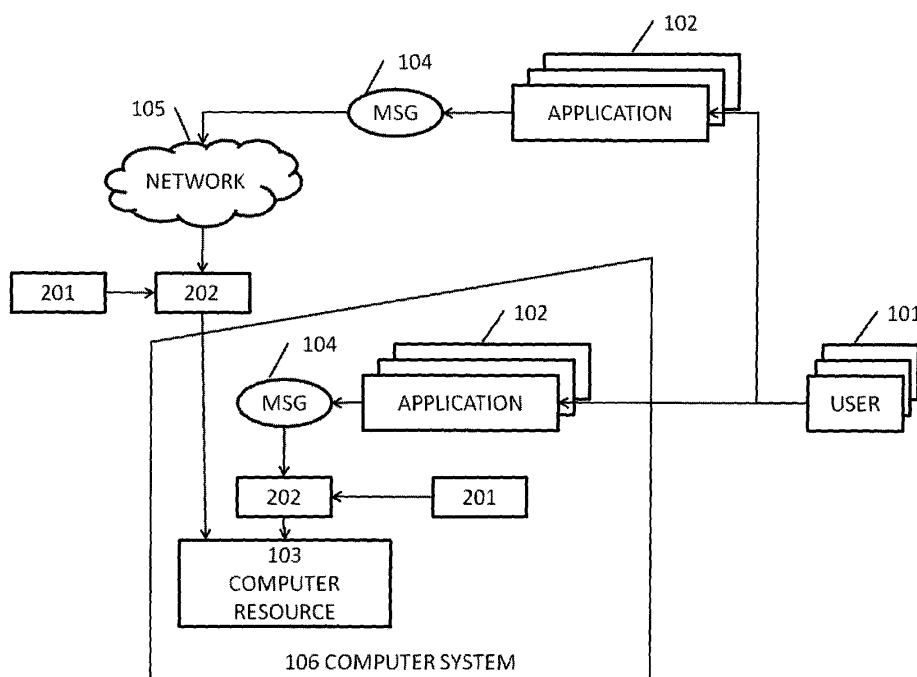 102
104
MSG
APPLICATION
105
NETWORK
201
202
102
104
101
MSG
APPLICATION
USER
202
201
103
COMPUTER
RESOURCE
106 COMPUTER SYSTEM